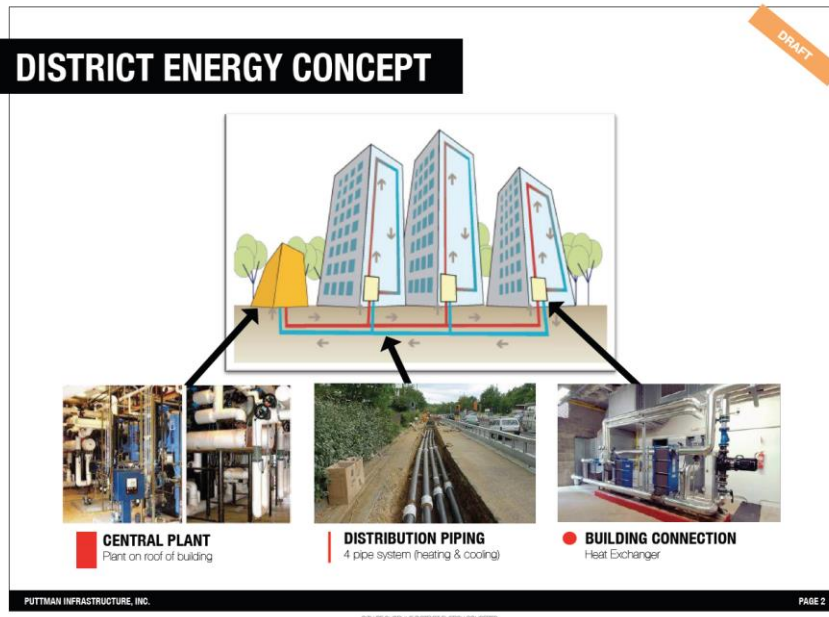 DRAFT
DISTRICT ENERGY CONCEPT
CENTRAL PLANT
Plant on roof of building
DISTRIBUTION PIPING
4 pipe system (heating & cooling)
BUILDING CONNECTION
Heat Exchanger
PUTTMAN INFRASTRUCTURE, INC.
PAGE 2